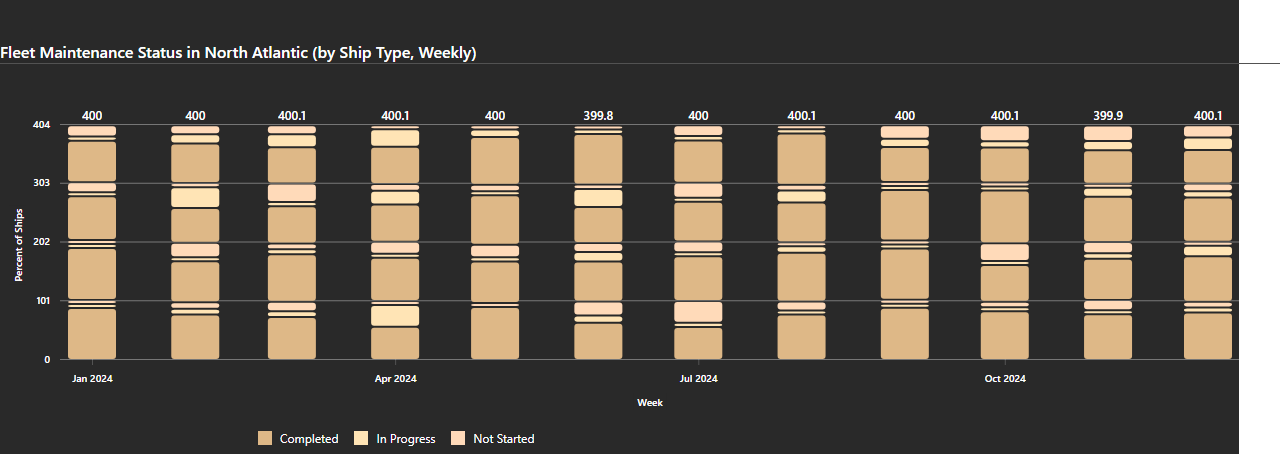 Fleet Maintenance Status in North Atlantic (by Ship Type, Weekly)
400 400 400.1 400.1 400 399.8 400 400.1 400 400.1 399.9 400.1
404
303
202
101
0
Percent of Ships
Jan 2024 Apr 2024 Jul 2024 Oct 2024
Week
Completed In Progress Not Started